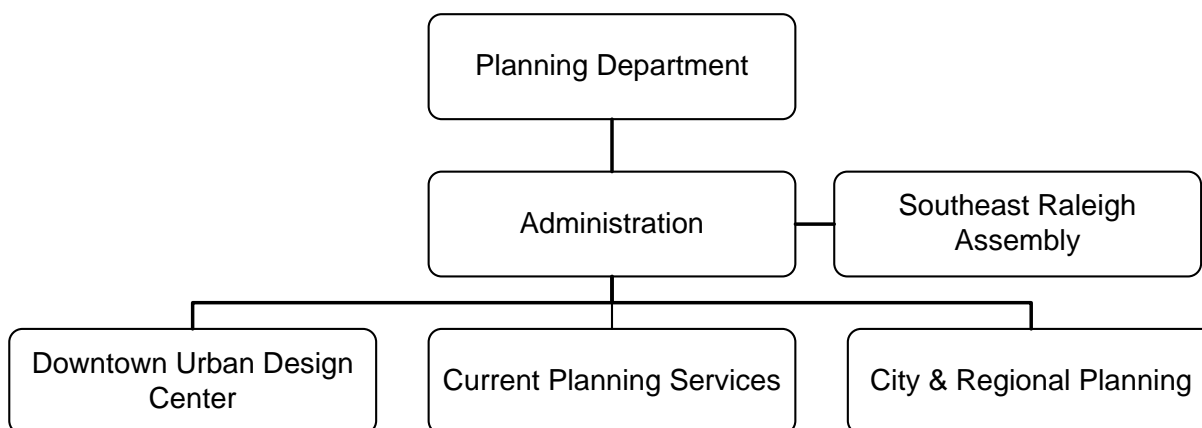 Planning Department
Administration
Southeast Raleigh
Assembly
Downtown Urban Design
Center
Current Planning Services
City & Regional Planning